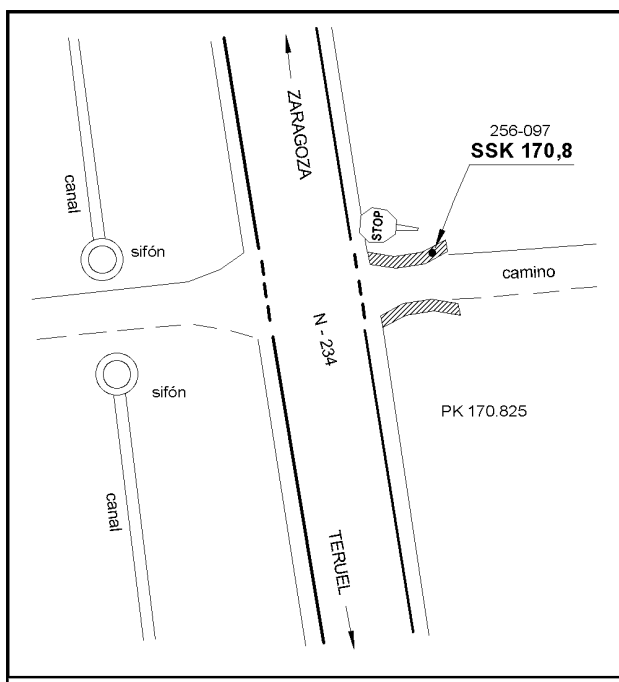 ZARAGOZA
256-097
SSK 170,8
canal
STOP
sifón
camino
N - 234
sifón
PK 170.825
canal
TERUEL